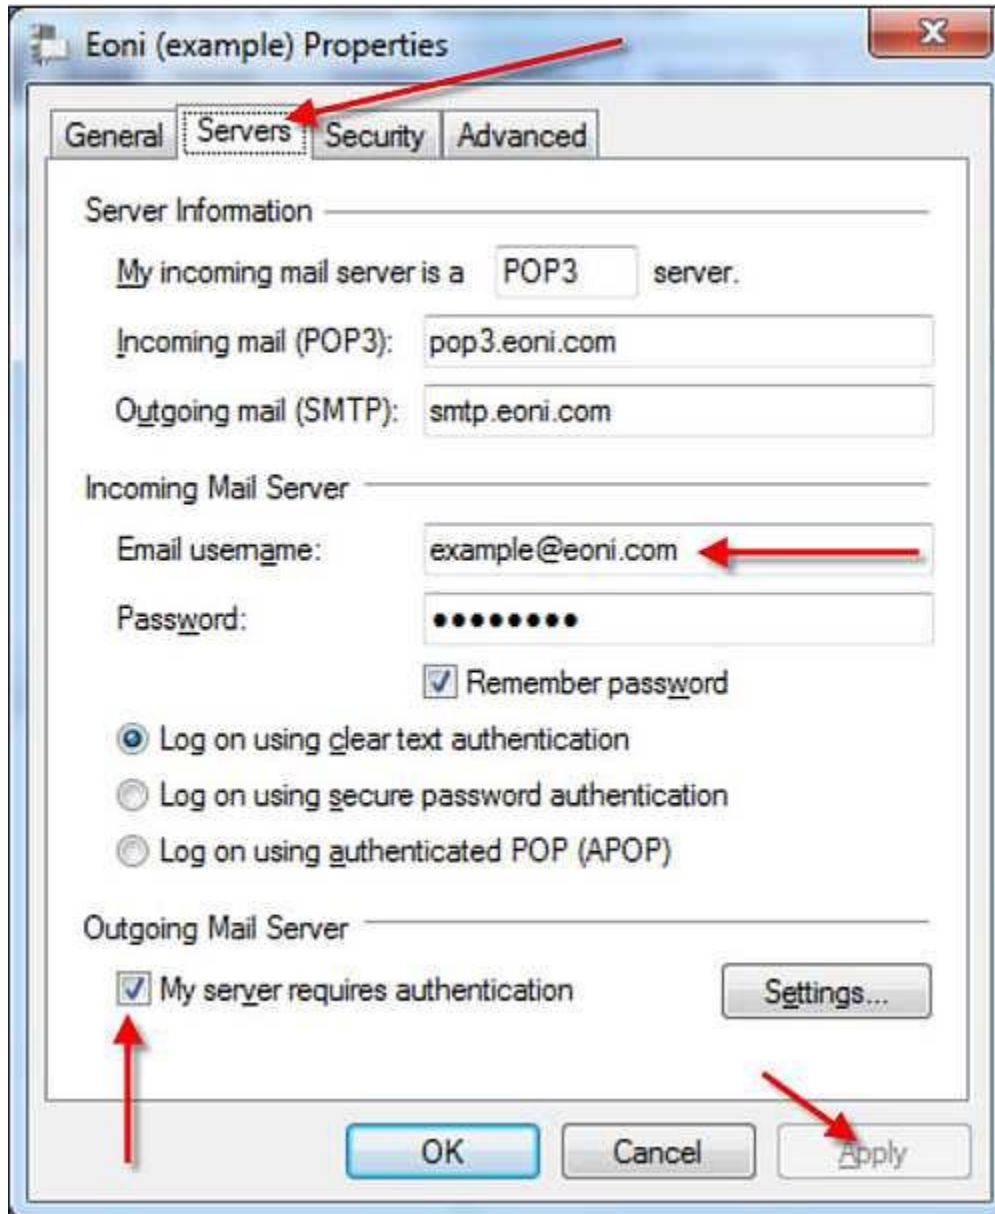 Eoni (example) Properties
General Servers Security Advanced
Server Information
My incoming mail server is a POP3 server.
Incoming mail (POP3): pop3.eoni.com
Outgoing mail (SMTP): smtp.eoni.com
Incoming Mail Server
Email username: example@eoni.com
Password: ••••••••
Remember password
Log on using clear text authentication
Log on using secure password authentication
Log on using authenticated POP (APOP)
Outgoing Mail Server
My server requires authentication Settings...
OK Cancel Apply